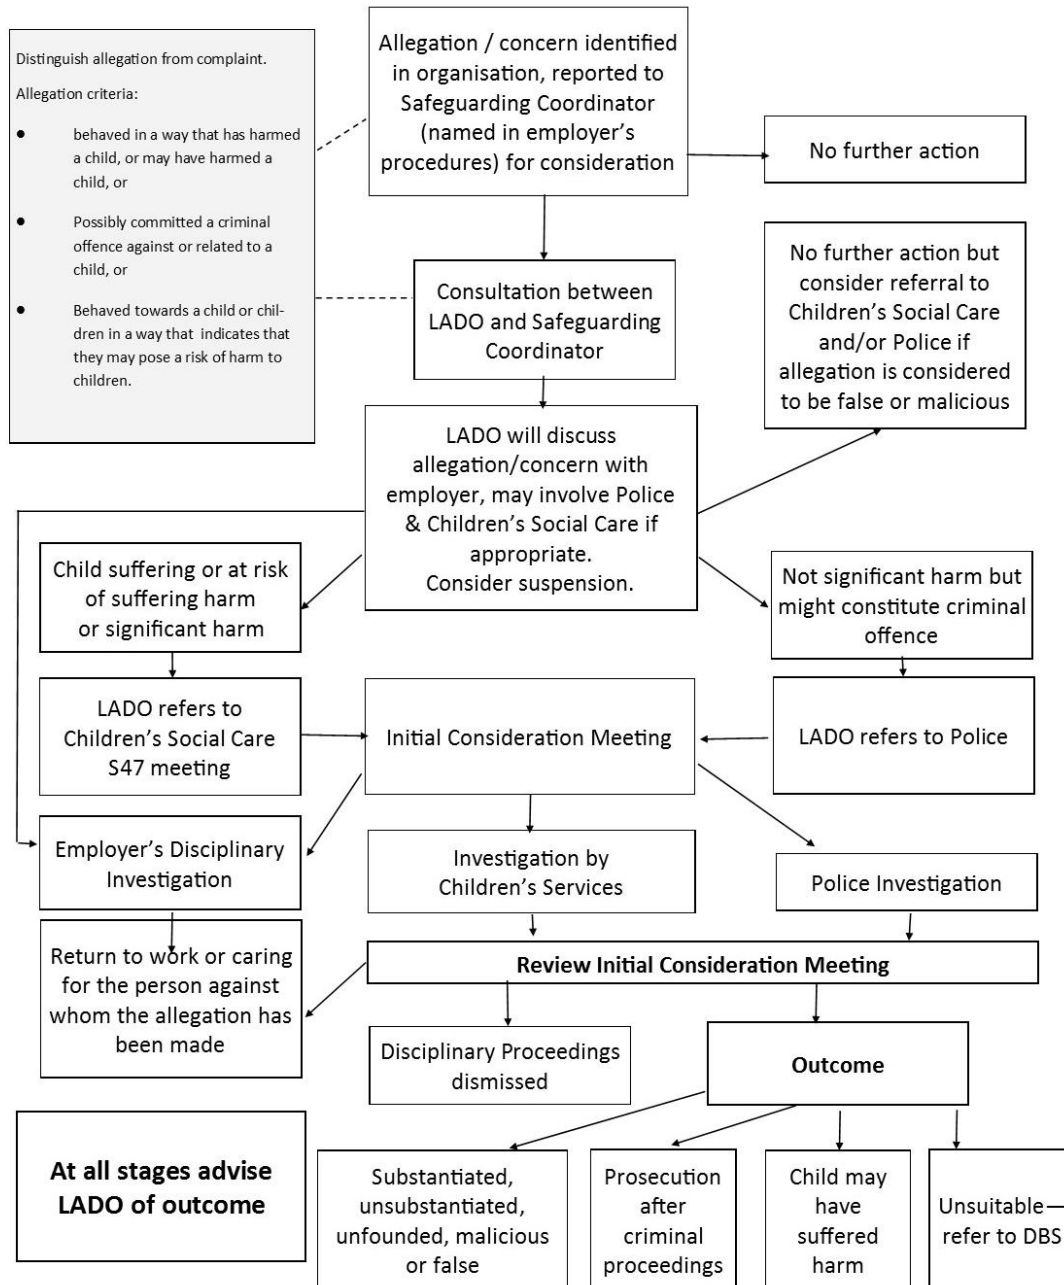 Distinguish allegation from complaint.
Allegation criteria:
● behaved in a way that has harmed
a child, or may have harmed a
child, or
● Possibly committed a criminal
offence against or related to a
child, or
● Behaved towards a child or chil-
dren in a way that indicates that
they may pose a risk of harm to
children.
Allegation / concern identified
in organisation, reported to
Safeguarding Coordinator
(named in employer's
procedures) for consideration
No further action
Consultation between
LADO and Safeguarding
Coordinator
No further action but
consider referral to
Children's Social Care
and/or Police if
allegation is considered
to be false or malicious
LADO will discuss
allegation/concern with
employer, may involve Police
& Children's Social Care if
appropriate.
Consider suspension.
Child suffering or at risk
of suffering harm
or significant harm
Not significant harm but
might constitute criminal
offence
LADO refers to
Children's Social Care
S47 meeting
Initial Consideration Meeting
LADO refers to Police
Employer's Disciplinary
Investigation
Investigation by
Children's Services
Police Investigation
Return to work or caring
for the person against
whom the allegation has
been made
Review Initial Consideration Meeting
Disciplinary Proceedings
dismissed
Outcome
At all stages advise
LADO of outcome
Substantiated,
unsubstantiated,
unfounded, malicious
or false
Prosecution
after
criminal
proceedings
Child may
have
suffered
harm
Unsuitable—
refer to DBS